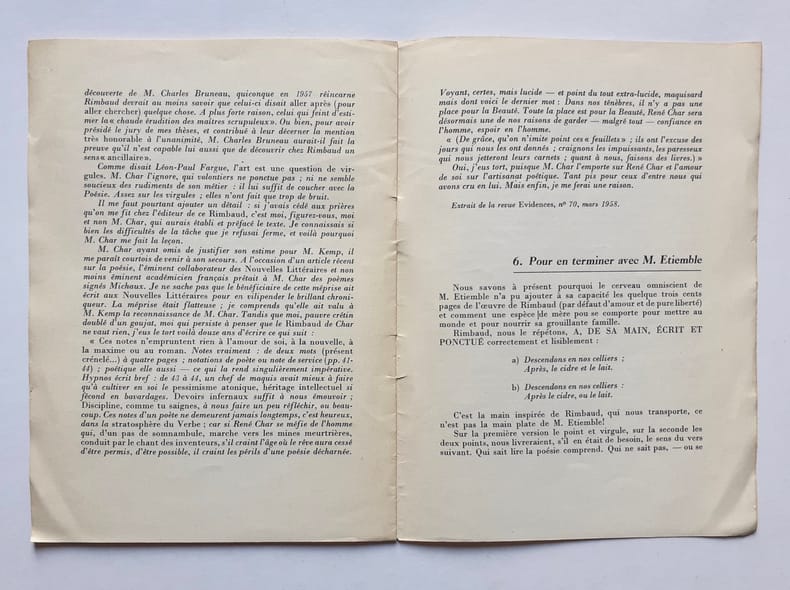 découverte de M. Charles Bruneau, quiconque en 1957 réincarne
Rimbaud devrait au moins savoir que celui-ci disait aller après (pour
aller chercher) quelque chose. A plus forte raison, celui qui feint d'esti-
mer la « chaude érudition des maîtres scrupuleux ». Ou bien, pour avoir
présidé le jury de mes thèses, et contribué à leur décerner la mention
très honorable à l'unanimité, M. Charles Bruneau aurait-il fait la
preuve qu'il n'est capable lui aussi que de découvrir chez Rimbaud un
sens « ancillaire ».
Comme disait Léon-Paul Fargue, l'art est une question de vir-
gules. M. Char l'ignore, qui volontiers ne ponctue pas ; ni ne semble
soucieux des rudiments de son métier : il lui suffit de coucher avec la
Poésie. Assez sur les virgules ; elles n'ont fait que trop de bruit.
Il me faut pourtant ajouter un détail : si j'avais cédé aux prières
qu'on me fit chez l'éditeur de ce Rimbaud, c'est moi, figurez-vous, moi
et non M. Char, qui aurais établi et préfacé le texte. Je connaissais si
bien les difficultés de la tâche que je refusai ferme, et voilà pourquoi
M. Char me fait la leçon.
M. Char ayant omis de justifier son estime pour M. Kemp, il
me paraît courtois de venir à son secours. A l'occasion d'un article récent
sur la poésie, l'éminent collaborateur des Nouvelles Littéraires et non
moins éminent académicien français prêtait à M. Char des poèmes
signés Michaux. Je ne sache pas que le bénéficiaire de cette méprise ait
écrit aux Nouvelles Littéraires pour en vilipender le brillant chroni-
queur. La méprise était flatteuse ; je comprends qu'elle ait valu à
M. Kemp la reconnaissance de M. Char. Tandis que moi, pauvre crétin
doublé d'un goujat, moi qui persiste à penser que le Rimbaud de Char
ne vaut rien, j'eus le tort voilà douze ans d'écrire ce qui suit :
« Ces notes n'empruntent rien à l'amour de soi, à la nouvelle, à
la maxime ou au roman. Notes vraiment : de deux mots (présent
crénelé...) à quatre pages ; notations de poète ou note de service (pp. 41-
44) ; poétique elle aussi — ce qui la rend singulièrement impérative.
Hypnos écrit bref : de 43 à 44, un chef de maquis avait mieux à faire
qu'à cultiver en soi le pessimisme atonique, héritage intellectuel si
fécond en bavardages. Devoirs infernaux suffit à nous émouvoir ;
Discipline, comme tu saignes, à nous faire un peu réfléchir, ou beau-
coup. Ces notes d'un poète ne demeurent jamais longtemps, c'est heureux,
dans la stratosphère du Verbe ; car si René Char se méfie de l'homme
qui, d'un pas de somnambule, marche vers les mines meurtrières,
conduit par le chant des inventeurs, s'il craint l'âge où le rêve aura cessé
d'être permis, d'être possible, il craint les périls d'une poésie décharnée.
Voyant, certes, mais lucide — et point du tout extra-lucide, maquisard
mais dont voici le dernier mot : Dans nos ténèbres, il n'y a pas une
place pour la Beauté. Toute la place est pour la Beauté, René Char sera
désormais une de nos raisons de garder — malgré tout — confiance en
l'homme, espoir en l'homme.
« (De grâce, qu'on n'imite point ces « feuillets » ; ils ont l'excuse des
jours qui nous les ont donnés ; craignons les impuissants, les paresseux
qui nous jetteront leurs carnets ; quant à nous, faisons des livres.) »
Oui, j'eus tort, puisque M. Char l'emporte sur René Char et l'amour
de soi sur l'artisanat poétique. Tant pis pour ceux d'entre nous qui
avons cru en lui. Mais enfin, je me ferai une raison.
Extrait de la revue Evidences, n° 70, mars 1958.
6. Pour en terminer avec M. Etiemble
Nous savons à présent pourquoi le cerveau omniscient de
M. Etiemble n'a pu ajouter à sa capacité les quelque trois cents
pages de l'œuvre de Rimbaud (par défaut d'amour et de pure liberté)
et comment une espèce de mère pou se comporte pour mettre au
monde et pour nourrir sa grouillante famille.
Rimbaud, nous le répétons, A, DE SA MAIN, ÉCRIT ET
PONCTUÉ correctement et lisiblement :
a) Descendons en nos celliers ;
Après, le cidre et le lait.
b) Descendons en nos celliers :
Après le cidre, ou le lait.
C'est la main inspirée de Rimbaud, qui nous transporte, ce
n'est pas la main plate de M. Etiemble!
Sur la première version le point et virgule, sur la seconde les
deux points, nous livreraient, s'il en était de besoin, le sens du vers
suivant. Qui sait lire la poésie comprend. Qui ne sait pas, — ou se